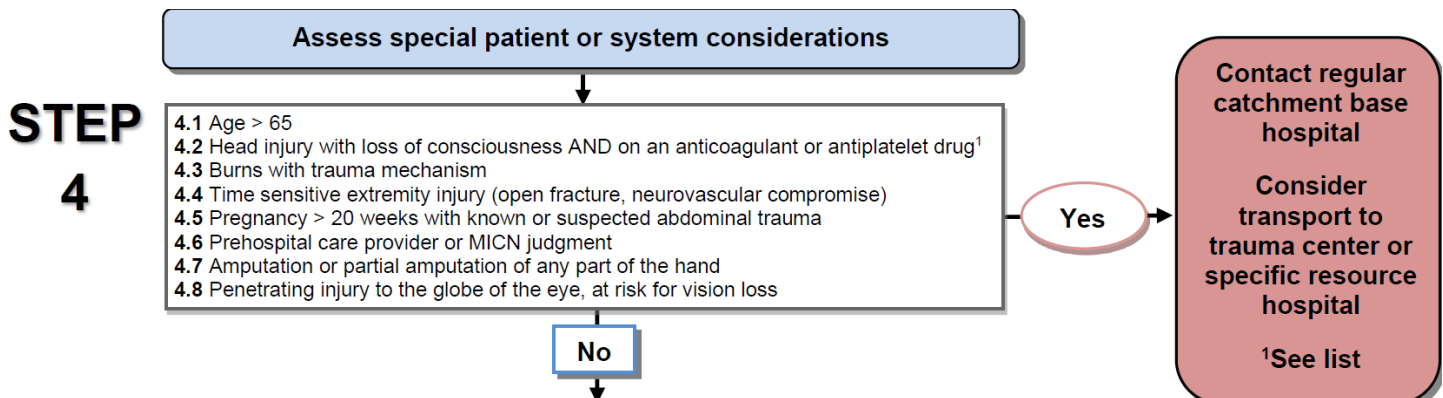 Assess special patient or system considerations
STEP
4
4.1 Age > 65
4.2 Head injury with loss of consciousness AND on an anticoagulant or antiplatelet drug¹
4.3 Burns with trauma mechanism
4.4 Time sensitive extremity injury (open fracture, neurovascular compromise)
4.5 Pregnancy > 20 weeks with known or suspected abdominal trauma
4.6 Prehospital care provider or MICN judgment
4.7 Amputation or partial amputation of any part of the hand
4.8 Penetrating injury to the globe of the eye, at risk for vision loss
Yes
Contact regular
catchment base
hospital
Consider
transport to
trauma center or
specific resource
hospital
¹See list
No